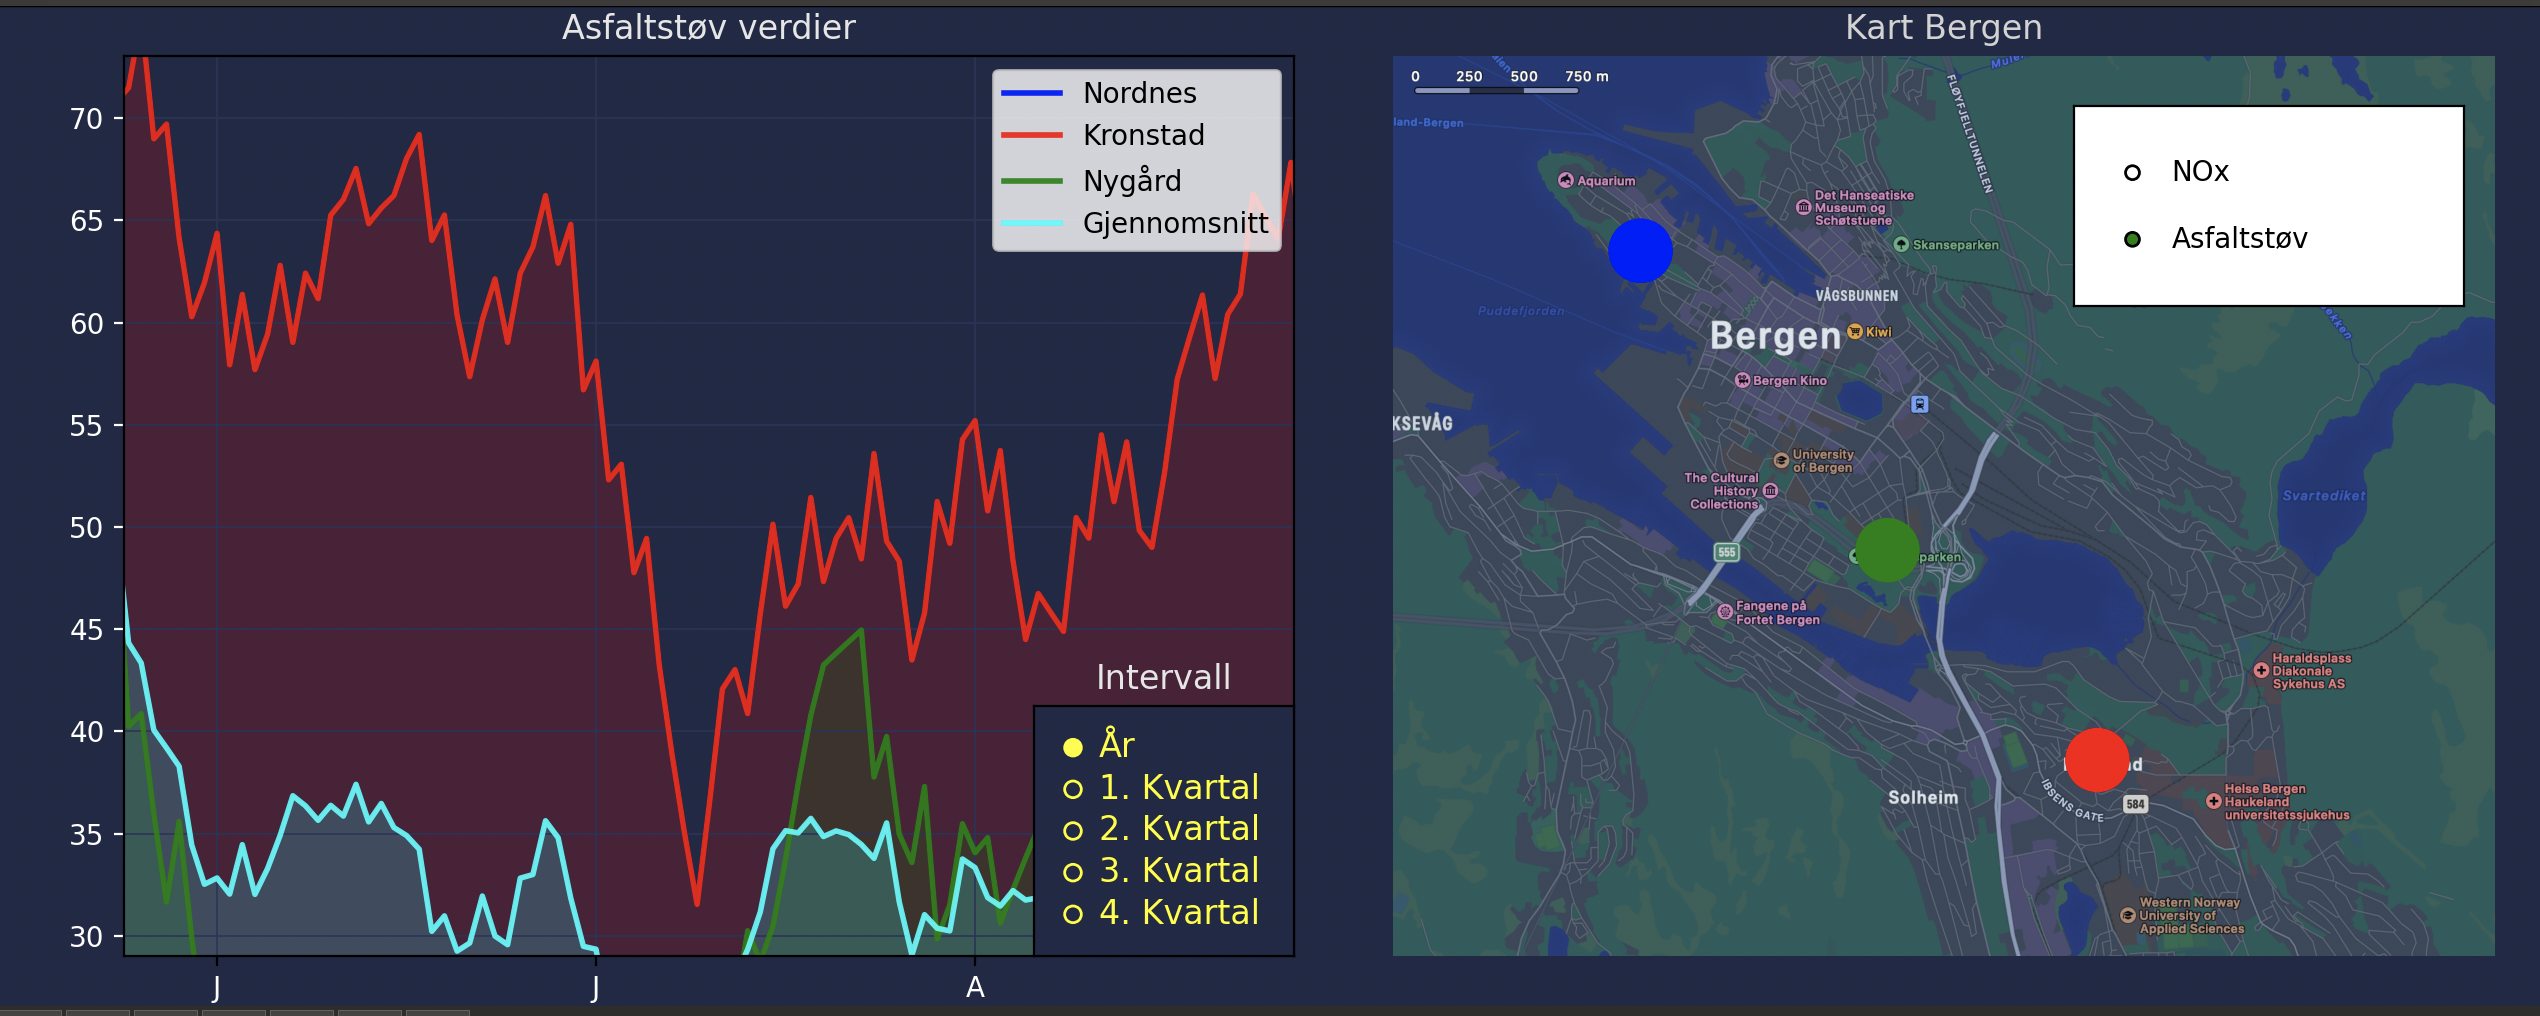 Asfaltstøv verdier
70
65
60
55
50
45
40
35
30
J
J
A
Nordnes
Kronstad
Nygård
Gjennomsnitt
Intervall
År
1. Kvartal
2. Kvartal
3. Kvartal
4. Kvartal
Kart Bergen
0 250 500 750 m
land-Bergen
FLØYFJELLTUNNELEN
NOx
Asfaltstøv
Aquarium
Det Hanseatiske
Museum og
Schøtstuene
Skanseparken
VÅGSBUNNEN
Puddefjorden
Bergen
Kiwi
Bergen Kino
KSEVÅG
University
of Bergen
The Cultural
History
Collections
Svartediket
555
parken
Fangene på
Fortet Bergen
Haraldsplass
Diakonale
Sykehus AS
Solheim
IBSENS GATE
584
Helse Bergen
Haukeland
universitetssjukehus
Western Norway
University of
Applied Sciences